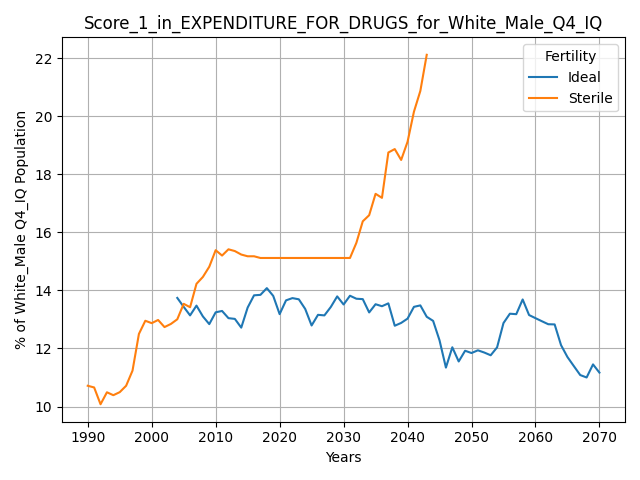 Score_1_in_EXPENDITURE_FOR_DRUGS_for_White_Male_Q4_IQ
Fertility
Ideal
Sterile
% of White_Male Q4_IQ Population
22
20
18
16
14
12
10
1990
2000
2010
2020
2030
2040
2050
2060
2070
Years